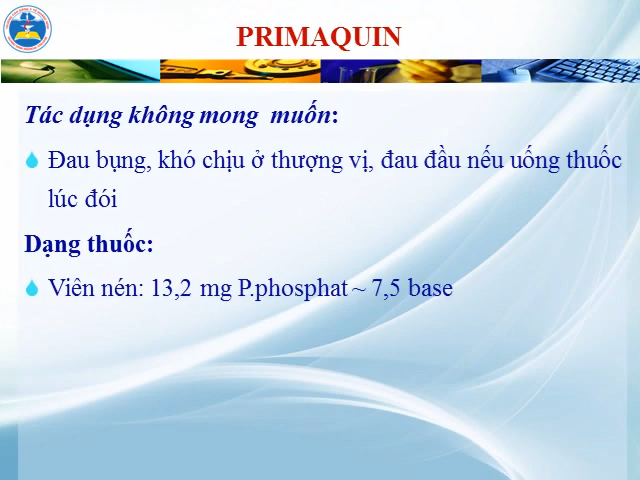 PRIMAQUIN
Tác dụng không mong muốn:
Đau bụng, khó chịu ở thượng vị, đau đầu nếu uống thuốc
lúc đói
Dạng thuốc:
Viên nén: 13,2 mg P.phosphat ~ 7,5 base